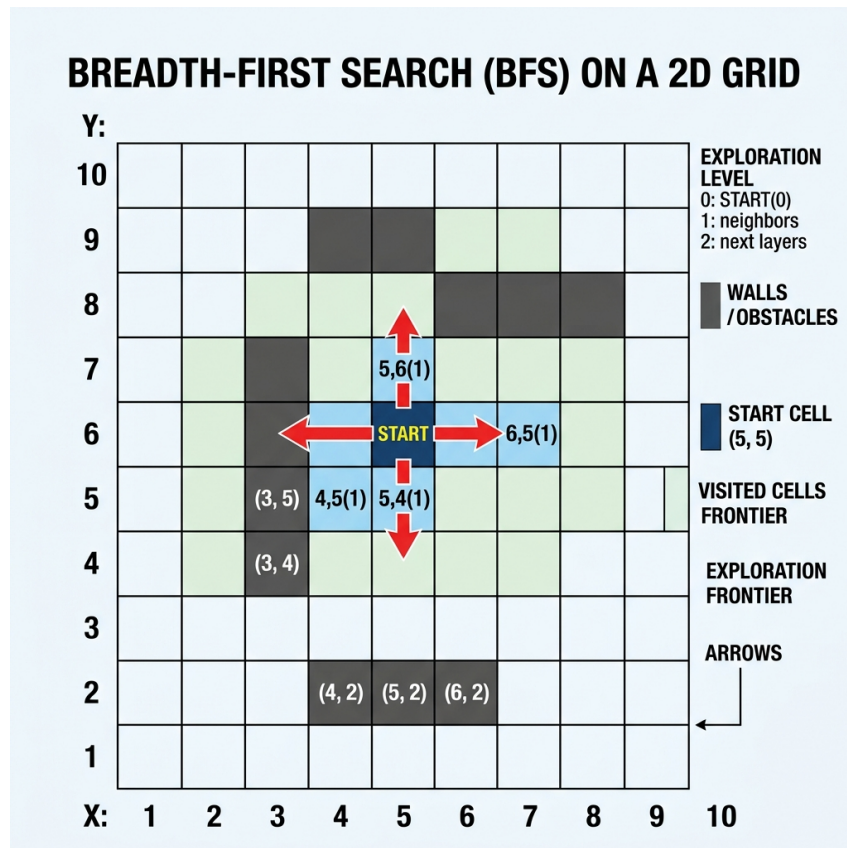 BREADTH-FIRST SEARCH (BFS) ON A 2D GRID
Y:
10
9
8
7
6
5
4
3
2
1
5,6(1)
START
6,5(1)
(3, 5)
4,5(1)
5,4(1)
(3, 4)
(4, 2)
(5, 2)
(6, 2)
X: 1 2 3 4 5 6 7 8 9 10
EXPLORATION
LEVEL
0: START(0)
1: neighbors
2: next layers
WALLS
/OBSTACLES
START CELL
(5, 5)
VISITED CELLS
FRONTIER
EXPLORATION
FRONTIER
ARROWS